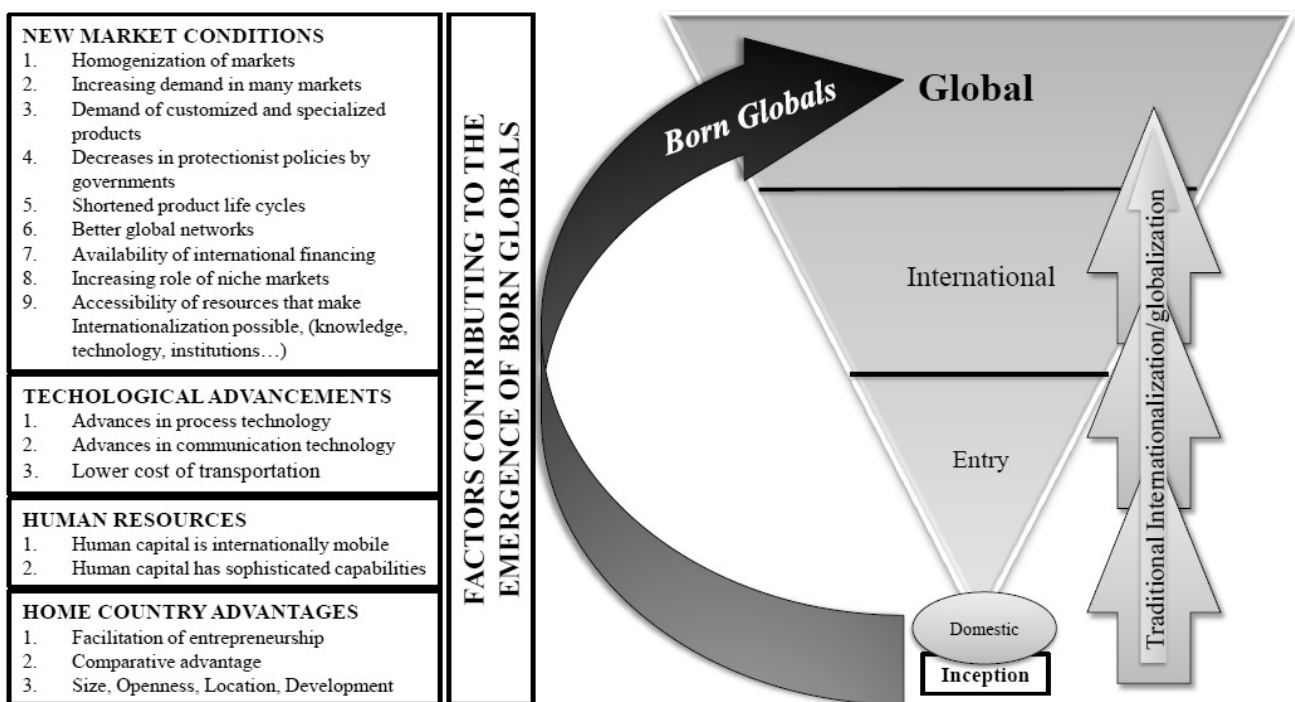 NEW MARKET CONDITIONS
1. Homogenization of markets
2. Increasing demand in many markets
3. Demand of customized and specialized
products
4. Decreases in protectionist policies by
governments
5. Shortened product life cycles
6. Better global networks
7. Availability of international financing
8. Increasing role of niche markets
9. Accessibility of resources that make
Internationalization possible, (knowledge,
technology, institutions…)
TECHOLOGICAL ADVANCEMENTS
1. Advances in process technology
2. Advances in communication technology
3. Lower cost of transportation
HUMAN RESOURCES
1. Human capital is internationally mobile
2. Human capital has sophisticated capabilities
HOME COUNTRY ADVANTAGES
1. Facilitation of entrepreneurship
2. Comparative advantage
3. Size, Openness, Location, Development
FACTORS CONTRIBUTING TO THE
EMERGENCE OF BORN GLOBALS
Born Globals
Global
International
Entry
Domestic
Inception
Traditional Internationalization/globalization